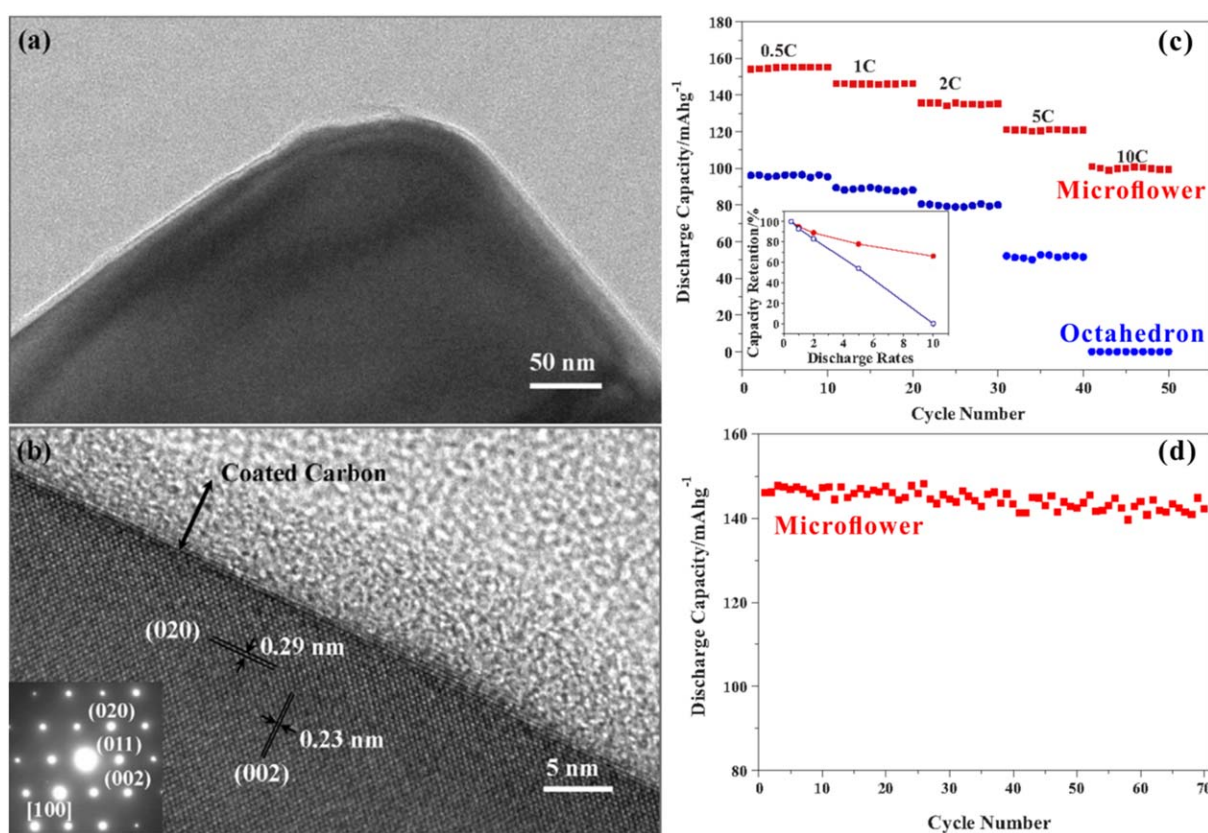 (a)
50 nm
(b)
Coated Carbon
(020)
0.29 nm
0.23 nm
(002)
5 nm
(020)
(011)
(002)
[100]
(c)
Discharge Capacity/mAhg⁻¹
180
160
140
120
100
80
60
40
20
0
0.5C
1C
2C
5C
10C
Microflower
Octahedron
Capacity Retention/%
100
80
60
40
20
0
0 2 4 6 8 10
Discharge Rates
0 10 20 30 40 50
Cycle Number
(d)
Discharge Capacity/mAhg⁻¹
160
140
120
100
80
Microflower
0 10 20 30 40 50 60 70
Cycle Number